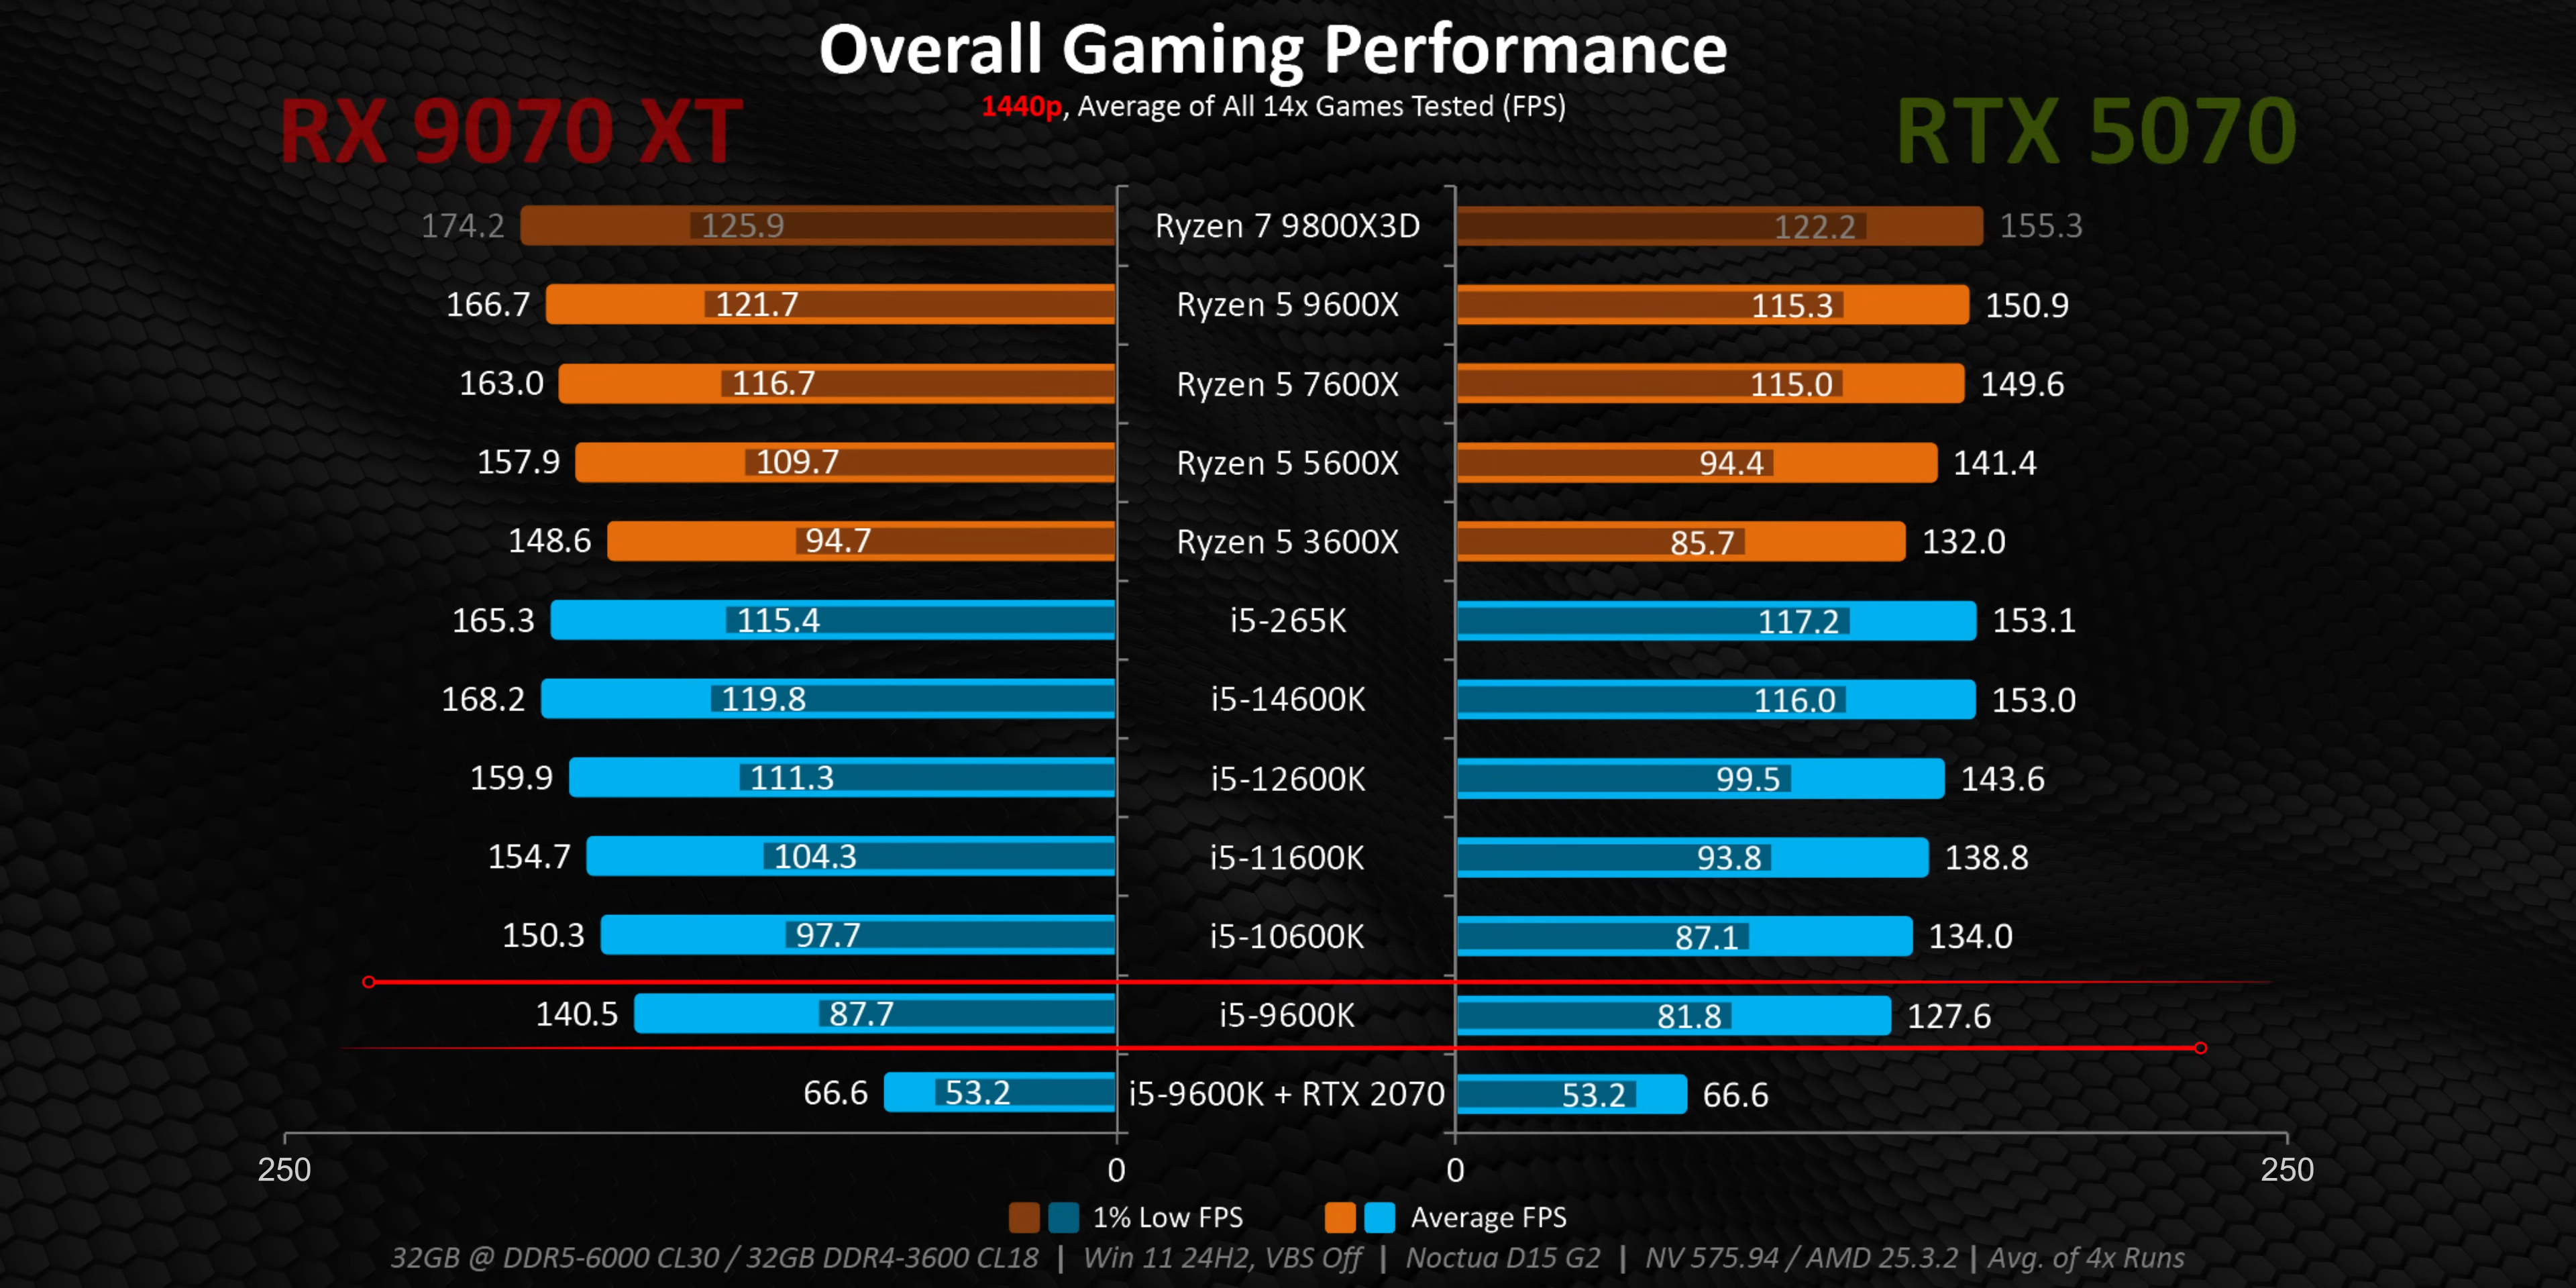 Overall Gaming Performance
RX 9070 XT
1440p, Average of All 14x Games Tested (FPS)
RTX 5070
174.2 125.9 Ryzen 7 9800X3D 122.2 155.3
166.7 121.7 Ryzen 5 9600X 115.3 150.9
163.0 116.7 Ryzen 5 7600X 115.0 149.6
157.9 109.7 Ryzen 5 5600X 94.4 141.4
148.6 94.7 Ryzen 5 3600X 85.7 132.0
165.3 115.4 i5-265K 117.2 153.1
168.2 119.8 i5-14600K 116.0 153.0
159.9 111.3 i5-12600K 99.5 143.6
154.7 104.3 i5-11600K 93.8 138.8
150.3 97.7 i5-10600K 87.1 134.0
140.5 87.7 i5-9600K 81.8 127.6
66.6 53.2 i5-9600K + RTX 2070 53.2 66.6
250 0 0 250
1% Low FPS Average FPS
32GB @ DDR5-6000 CL30 / 32GB DDR4-3600 CL18 | Win 11 24H2, VBS Off | Noctua D15 G2 | NV 575.94 / AMD 25.3.2 | Avg. of 4x Runs